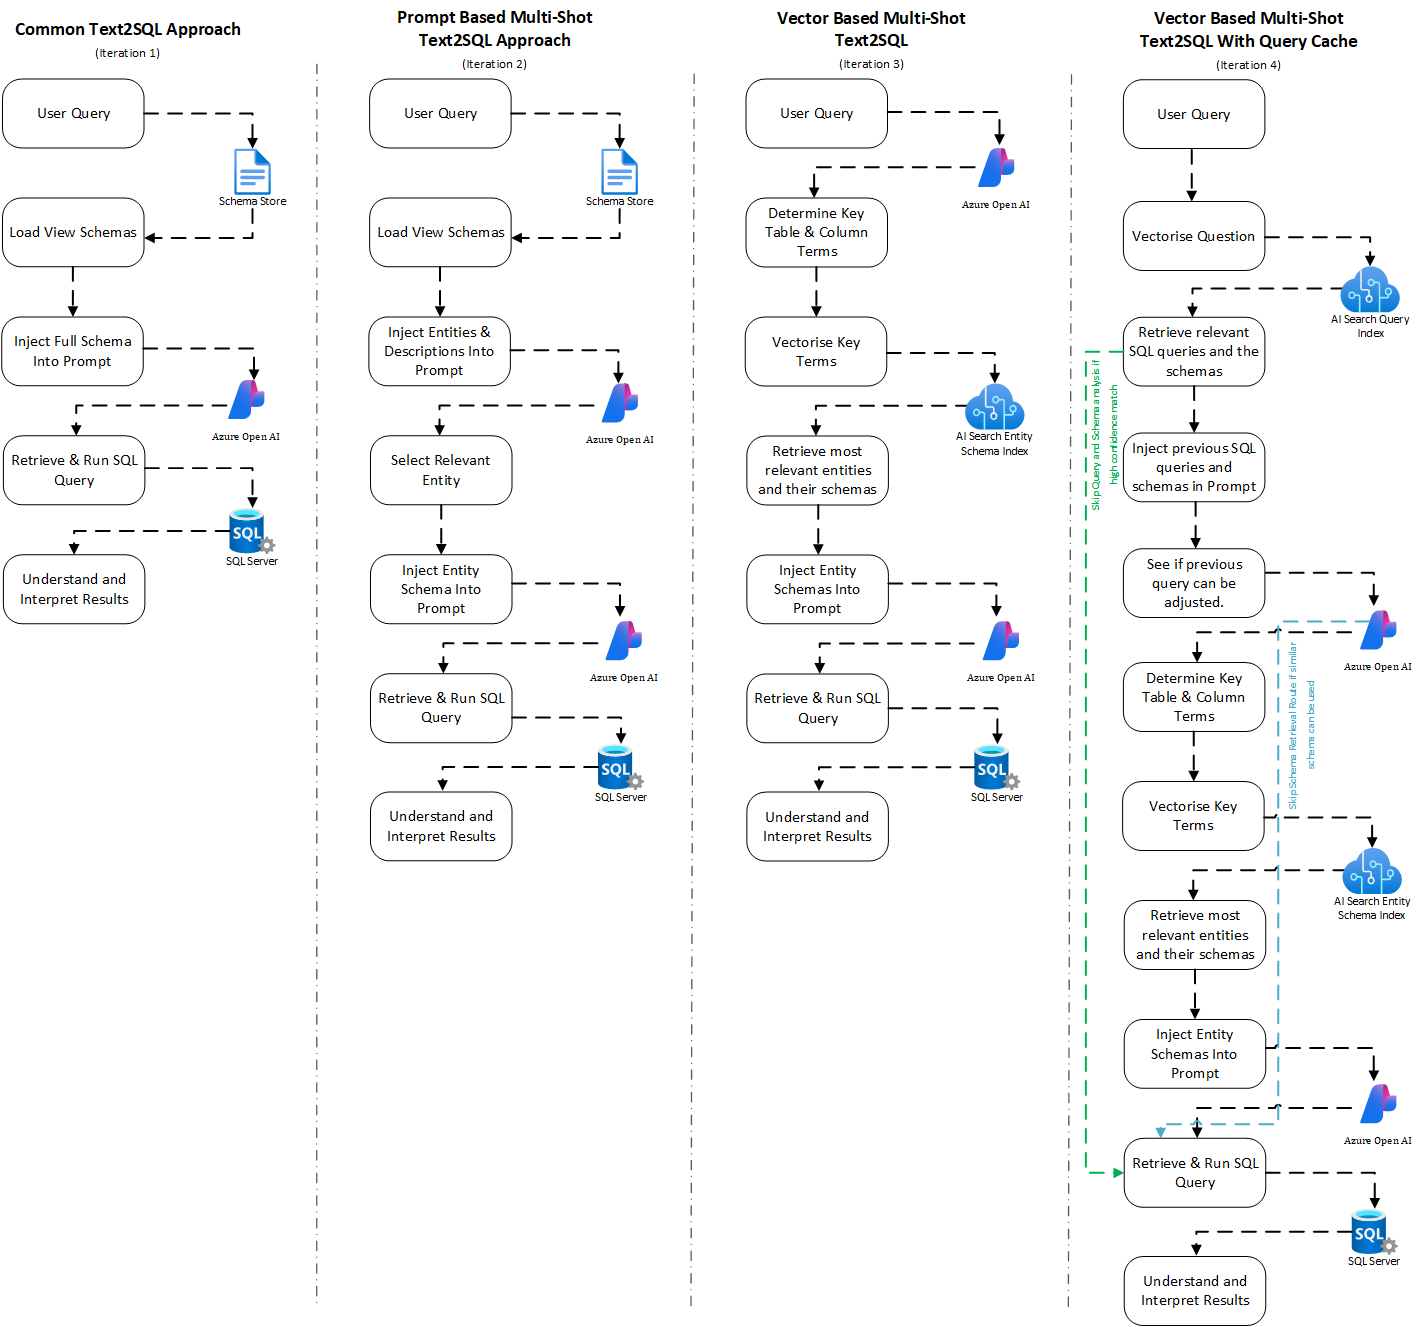 Common Text2SQL Approach
(Iteration 1)
User Query
Schema Store
Load View Schemas
Inject Full Schema
Into Prompt
Azure Open AI
Retrieve & Run SQL
Query
SQL
SQL Server
Understand and
Interpret Results
Prompt Based Multi-Shot
Text2SQL Approach
(Iteration 2)
User Query
Schema Store
Load View Schemas
Inject Entities &
Descriptions Into
Prompt
Azure Open AI
Select Relevant
Entity
Inject Entity
Schema Into
Prompt
Azure Open AI
Retrieve & Run SQL
Query
SQL
SQL Server
Understand and
Interpret Results
Vector Based Multi-Shot
Text2SQL
(Iteration 3)
User Query
Azure Open AI
Determine Key
Table & Column
Terms
Vectorise Key
Terms
AI Search Entity
Schema Index
Retrieve most
relevant entities
and their schemas
Inject Entity
Schemas Into
Prompt
Azure Open AI
Retrieve & Run SQL
Query
SQL
SQL Server
Understand and
Interpret Results
Vector Based Multi-Shot
Text2SQL With Query Cache
(Iteration 4)
User Query
Vectorise Question
AI Search Query
Index
Retrieve relevant
SQL queries and the
schemas
Skip Query and Schema analysis if
high confidence match
Inject previous SQL
queries and
schemas in Prompt
See if previous
query can be
adjusted.
Azure Open AI
Skip Schema Retrieval Route if similar
schema can be used
Determine Key
Table & Column
Terms
Vectorise Key
Terms
AI Search Entity
Schema Index
Retrieve most
relevant entities
and their schemas
Inject Entity
Schemas Into
Prompt
Azure Open AI
Retrieve & Run SQL
Query
SQL
SQL Server
Understand and
Interpret Results